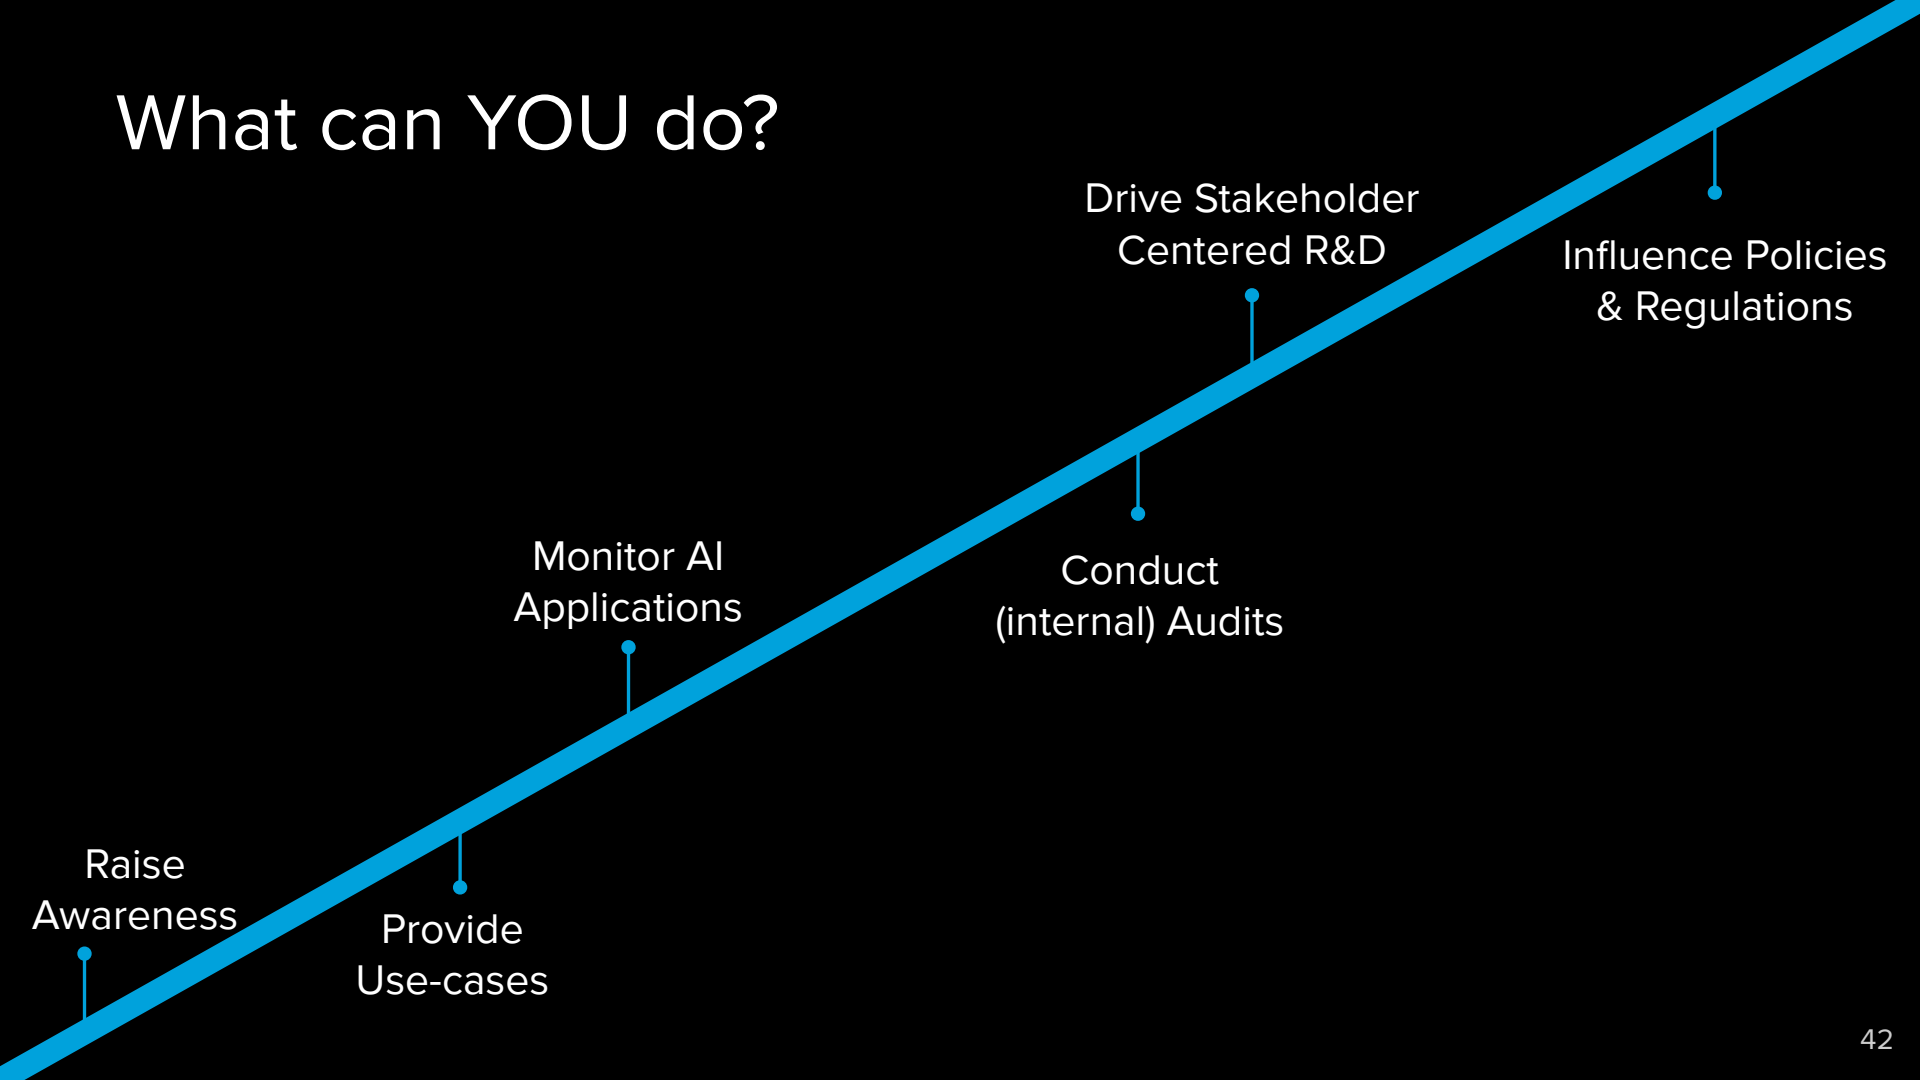 What can YOU do?
Drive Stakeholder
Centered R&D
Influence Policies
& Regulations
Monitor AI
Applications
Conduct
(internal) Audits
Raise
Awareness
Provide
Use-cases
42